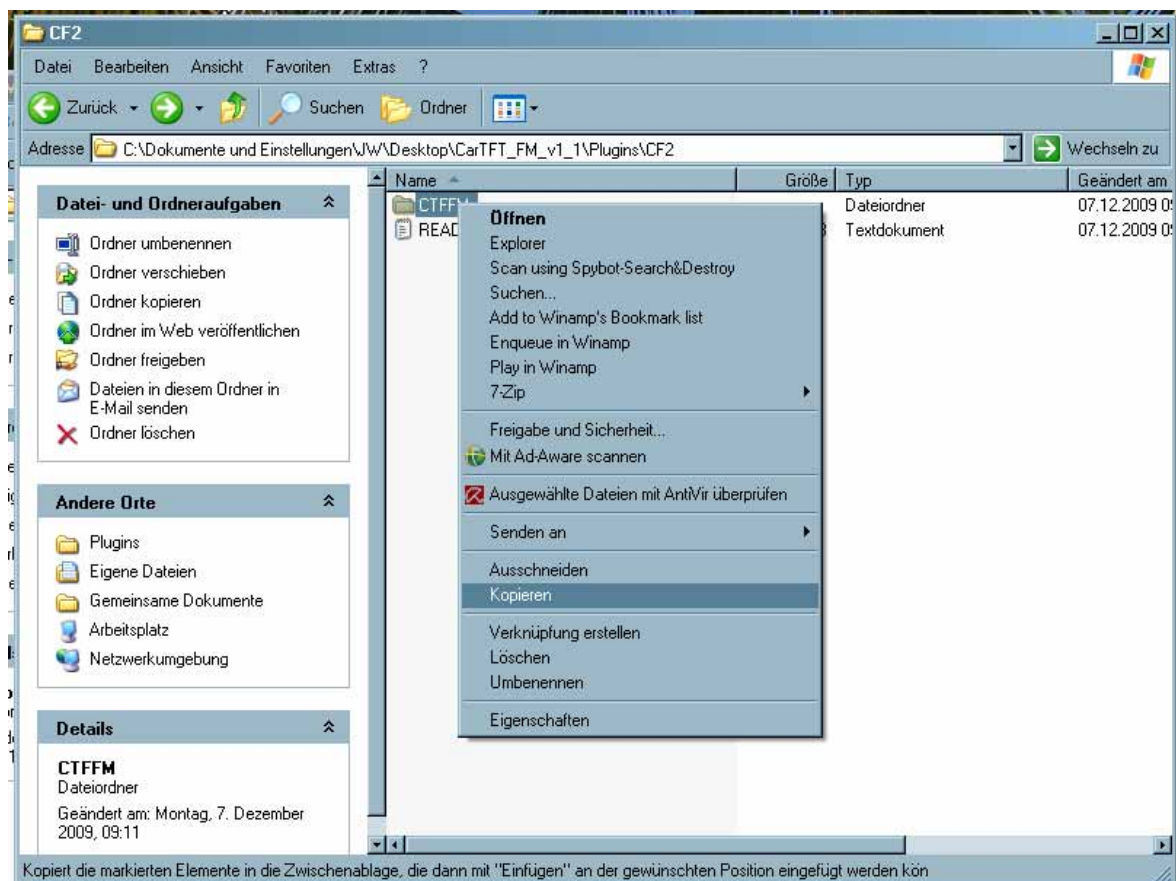 CF2
Datei Bearbeiten Ansicht Favoriten Extras ?
Zurück Suchen Ordner
Adresse C:\Dokumente und Einstellungen\JW\Desktop\CarTFT_FM_v1_1\Plugins\CF2 Wechseln zu
Datei- und Ordneraufgaben
Ordner umbenennen
Ordner verschieben
Ordner kopieren
Ordner im Web veröffentlichen
Ordner freigeben
Dateien in diesem Ordner in
E-Mail senden
Ordner löschen
Andere Orte
Plugins
Eigene Dateien
Gemeinsame Dokumente
Arbeitsplatz
Netzwerkumgebung
Details
CTFFM
Dateiordner
Geändert am: Montag, 7. Dezember
2009, 09:11
Name Größe Typ Geändert am
CTFFM Dateiordner 07.12.2009
READ Textdokument 07.12.2009
Öffnen
Explorer
Scan using Spybot-Search&Destroy
Suchen...
Add to Winamp's Bookmark list
Enqueue in Winamp
Play in Winamp
7-Zip
Freigabe und Sicherheit...
Mit Ad-Aware scannen
Ausgewählte Dateien mit AntiVir überprüfen
Senden an
Ausschneiden
Kopieren
Verknüpfung erstellen
Löschen
Umbenennen
Eigenschaften
Kopiert die markierten Elemente in die Zwischenablage, die dann mit "Einfügen" an der gewünschten Position eingefügt werden kön